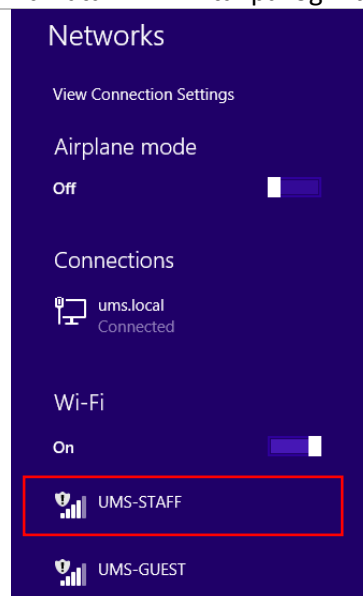 Networks
View Connection Settings
Airplane mode
Off
Connections
ums.local
Connected
Wi-Fi
On
UMS-STAFF
UMS-GUEST